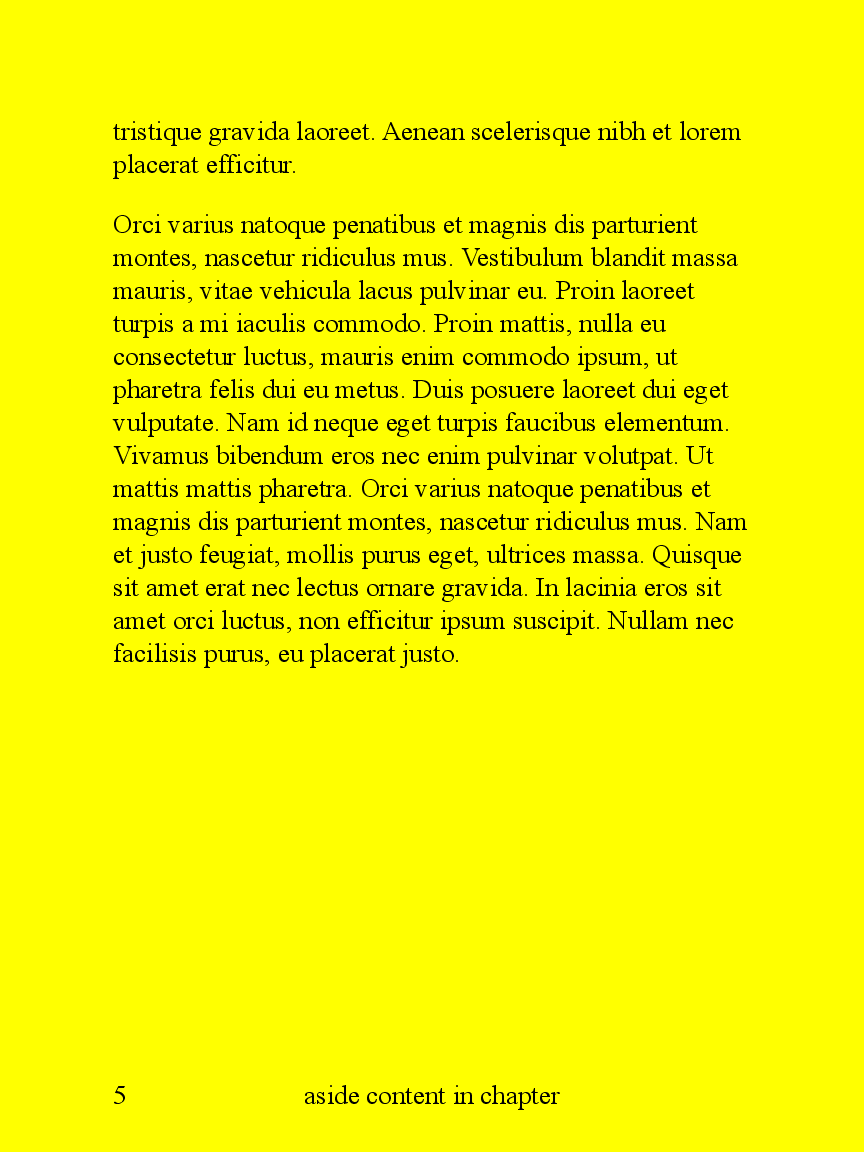 tristique gravida laoreet. Aenean scelerisque nibh et lorem
placerat efficitur.
Orci varius natoque penatibus et magnis dis parturient
montes, nascetur ridiculus mus. Vestibulum blandit massa
mauris, vitae vehicula lacus pulvinar eu. Proin laoreet
turpis a mi iaculis commodo. Proin mattis, nulla eu
consectetur luctus, mauris enim commodo ipsum, ut
pharetra felis dui eu metus. Duis posuere laoreet dui eget
vulputate. Nam id neque eget turpis faucibus elementum.
Vivamus bibendum eros nec enim pulvinar volutpat. Ut
mattis mattis pharetra. Orci varius natoque penatibus et
magnis dis parturient montes, nascetur ridiculus mus. Nam
et justo feugiat, mollis purus eget, ultrices massa. Quisque
sit amet erat nec lectus ornare gravida. In lacinia eros sit
amet orci luctus, non efficitur ipsum suscipit. Nullam nec
facilisis purus, eu placerat justo.
5 aside content in chapter